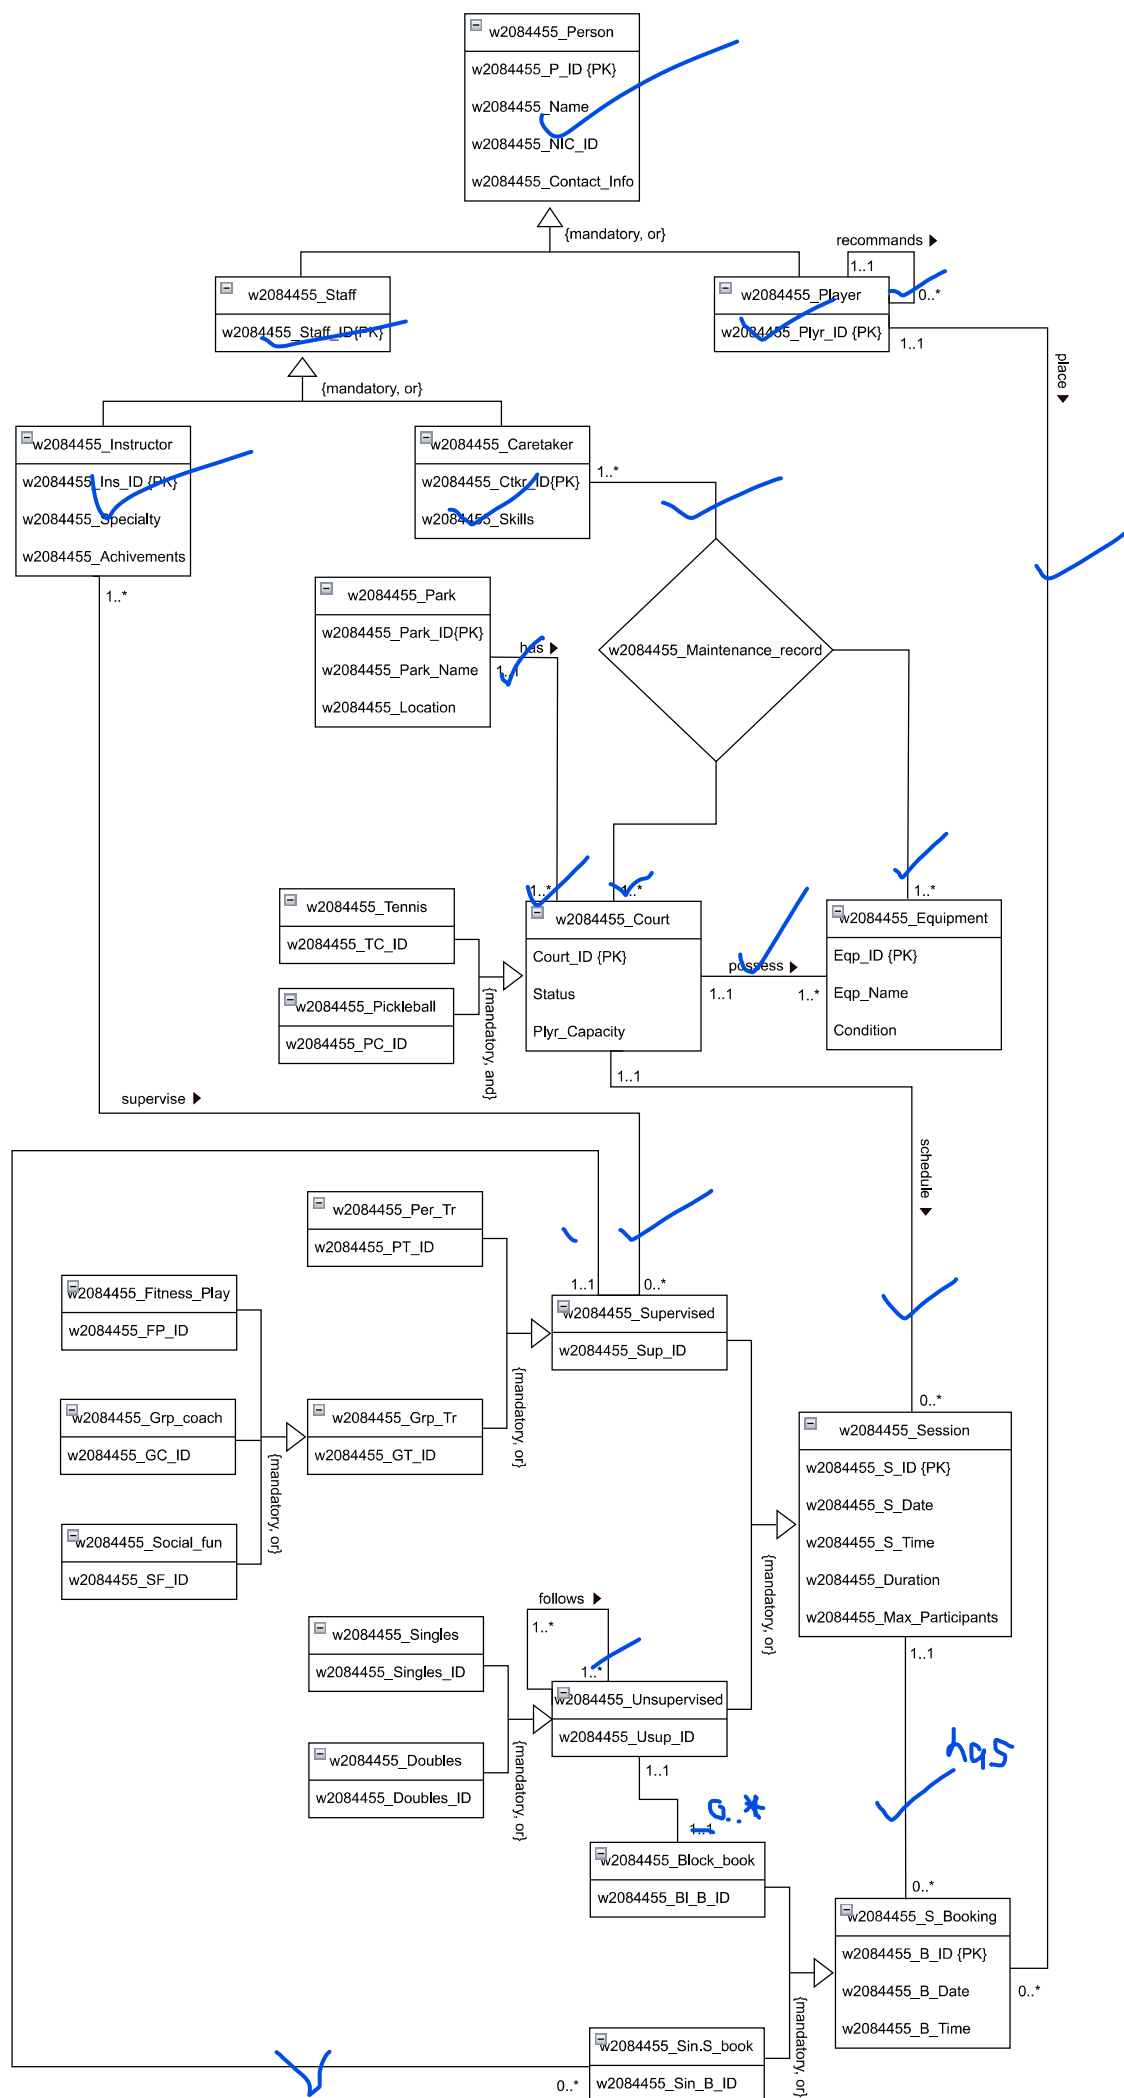 w2084455_Person
w2084455_P_ID {PK}
w2084455_Name
w2084455_NIC_ID
w2084455_Contact_Info
{mandatory, or}
recommands
1..1
0..*
w2084455_Staff
w2084455_Staff_ID{PK}
w2084455_Player
w2084455_Plyr_ID {PK}
1..1
place
{mandatory, or}
w2084455_Instructor
w2084455_Ins_ID {PK}
w2084455_Specialty
w2084455_Achivements
1..*
w2084455_Caretaker
w2084455_Ctkr_ID{PK}
w2084455_Skills
1..*
w2084455_Park
w2084455_Park_ID{PK}
w2084455_Park_Name
w2084455_Location
has
1..1
w2084455_Maintenance_record
1..*
1..*
1..*
w2084455_Tennis
w2084455_TC_ID
w2084455_Pickleball
w2084455_PC_ID
{mandatory, and}
w2084455_Court
Court_ID {PK}
Status
Plyr_Capacity
possess
1..1
1..*
w2084455_Equipment
Eqp_ID {PK}
Eqp_Name
Condition
1..1
supervise
schedule
w2084455_Per_Tr
w2084455_PT_ID
1..1
0..*
w2084455_Fitness_Play
w2084455_FP_ID
w2084455_Supervised
w2084455_Sup_ID
{mandatory, or}
w2084455_Grp_coach
w2084455_GC_ID
w2084455_Grp_Tr
w2084455_GT_ID
{mandatory, or}
0..*
w2084455_Session
w2084455_S_ID {PK}
w2084455_S_Date
w2084455_S_Time
w2084455_Duration
w2084455_Max_Participants
w2084455_Social_fun
w2084455_SF_ID
{mandatory, or}
follows
1..*
1..*
w2084455_Singles
w2084455_Singles_ID
w2084455_Unsupervised
w2084455_Usup_ID
1..1
1..1
w2084455_Doubles
w2084455_Doubles_ID
{mandatory, or}
has
0..*
1..1
w2084455_Block_book
w2084455_Bl_B_ID
0..*
w2084455_S_Booking
w2084455_B_ID {PK}
w2084455_B_Date
w2084455_B_Time
0..*
{mandatory, or}
w2084455_Sin.S_book
w2084455_Sin_B_ID
0..*